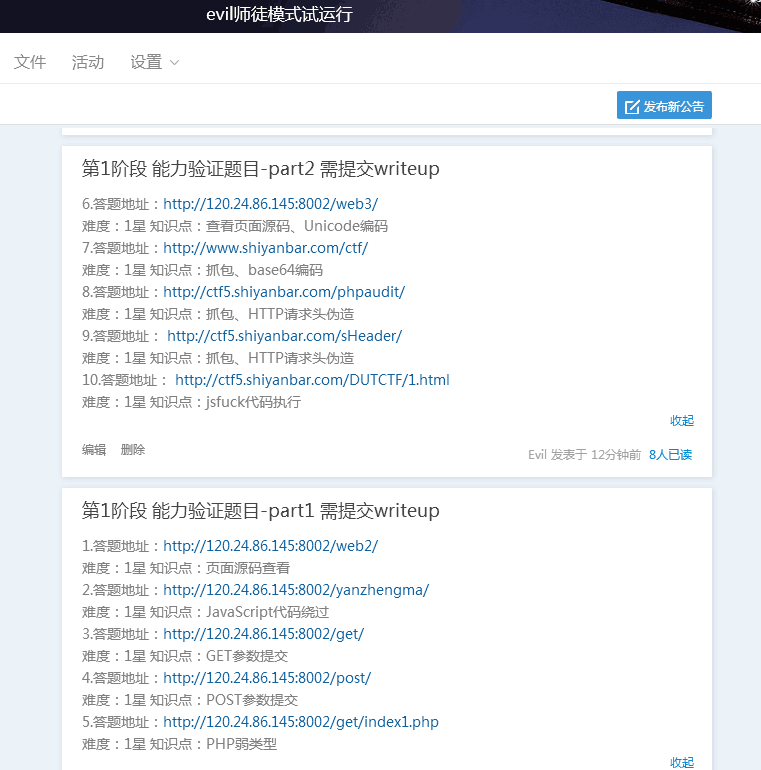 evil师徒模式试运行
文件 活动 设置
发布新公告
第1阶段 能力验证题目-part2 需提交writeup
6.答题地址：http://120.24.86.145:8002/web3/
难度：1星 知识点：查看页面源码、Unicode编码
7.答题地址：http://www.shiyanbar.com/ctf/
难度：1星 知识点：抓包、base64编码
8.答题地址：http://ctf5.shiyanbar.com/phpaudit/
难度：1星 知识点：抓包、HTTP请求头伪造
9.答题地址： http://ctf5.shiyanbar.com/sHeader/
难度：1星 知识点：抓包、HTTP请求头伪造
10.答题地址： http://ctf5.shiyanbar.com/DUTCTF/1.html
难度：1星 知识点：jsfuck代码执行
收起
编辑 删除 Evil 发表于 12分钟前 8人已读
第1阶段 能力验证题目-part1 需提交writeup
1.答题地址：http://120.24.86.145:8002/web2/
难度：1星 知识点：页面源码查看
2.答题地址：http://120.24.86.145:8002/yanzhengma/
难度：1星 知识点：JavaScript代码绕过
3.答题地址：http://120.24.86.145:8002/get/
难度：1星 知识点：GET参数提交
4.答题地址：http://120.24.86.145:8002/post/
难度：1星 知识点：POST参数提交
5.答题地址：http://120.24.86.145:8002/get/index1.php
难度：1星 知识点：PHP弱类型
收起